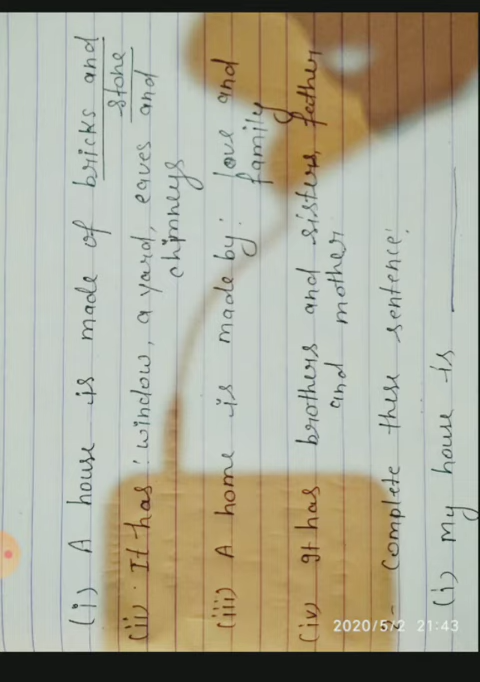 (i) A house is made of bricks and
stone
(ii) It has : window, a yard, eaves and
chimneys
(iii) A home is made by : love and
family
(iv) It has brothers and sisters, father
and mother
2- Complete these sentence.
(i) My house is
2020/5/2 21:43